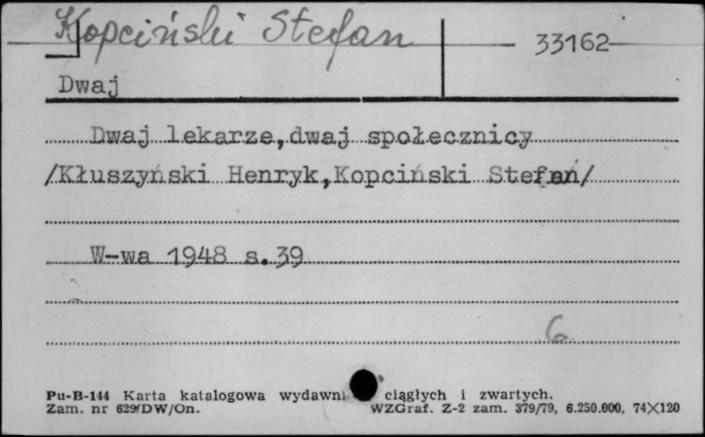 Kopciński Stefan
33162
Dwaj
Dwaj lekarze,dwaj społecznicy
/Kłuszyński Henryk,Kopciński Stefan/
W-wa 1948 s.39
6
Pu-B-144 Karta katalogowa wydawni ciągłych i zwartych.
Zam. nr 629/DW/On. WZGraf. Z-2 zam. 379/79, 6.250.000, 74X120